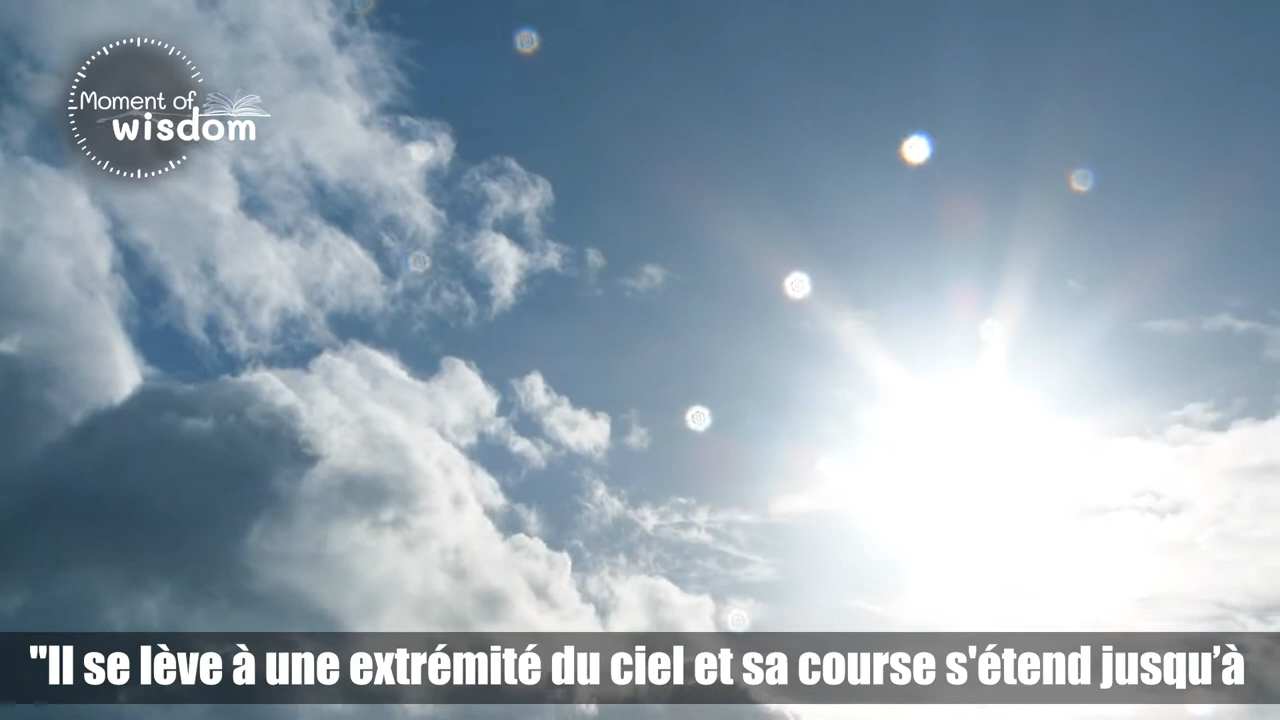 Moment of
wisdom
"Il se lève à une extrémité du ciel et sa course s'étend jusqu’à